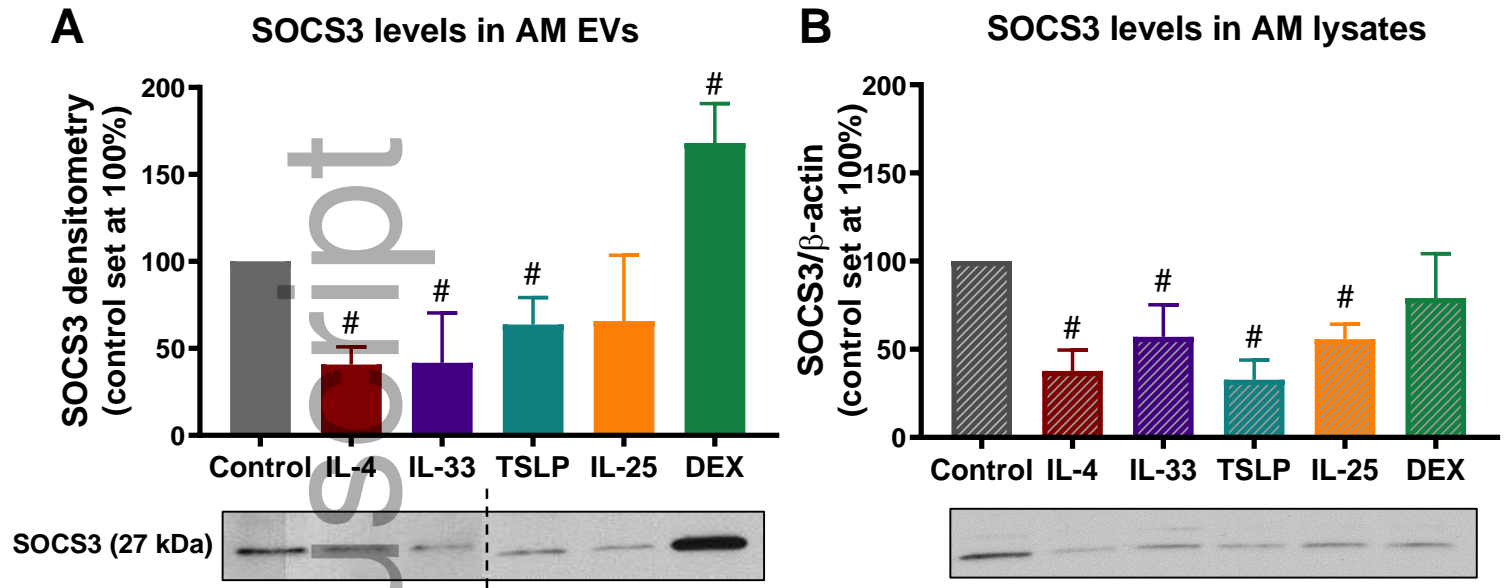 A
SOCS3 levels in AM EVs
SOCS3 densitometry
(control set at 100%)
200
150
100
50
0
#
#
#
#
Control IL-4 IL-33 TSLP IL-25 DEX
SOCS3 (27 kDa)
uscript
B
SOCS3 levels in AM lysates
SOCS3/β-actin
(control set at 100%)
200
150
100
50
0
#
#
#
#
Control IL-4 IL-33 TSLP IL-25 DEX